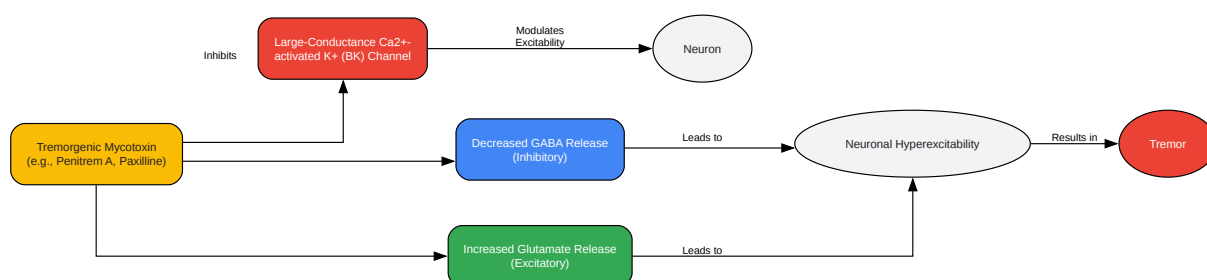 Large-Conductance Ca2+-
activated K+ (BK) Channel
Inhibits
Modulates
Excitability
Neuron
Tremorgenic Mycotoxin
(e.g., Penitrem A, Paxilline)
Decreased GABA Release
(Inhibitory)
Leads to
Neuronal Hyperexcitability
Results in
Tremor
Increased Glutamate Release
(Excitatory)
Leads to